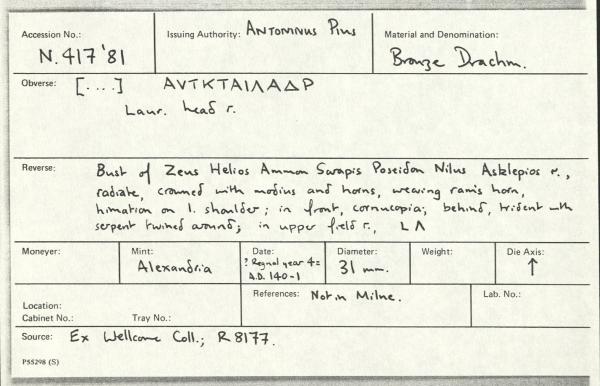 Accession No.: Issuing Authority: Antoninus Pius Material and Denomination:
N.417'81 Bronze Drachm.
Obverse: [....] ΑVΤΚΤΑΙΛΑΔΡ
Laur. head r.
Reverse: Bust of Zeus Helios Ammon Sarapis Poseidon Nilus Asklepios r.,
radiate, crowned with modius and horns, wearing ram's horn,
himation on l. shoulder; in front, cornucopia; behind, trident with
serpent twined around; in upper field r., L Λ
Moneyer: Mint: Date: Diameter: Weight: Die Axis:
Alexandria ? Regnal year 4= 31 mm. ↑
A.D. 140-1
Location: References: Not in Milne. Lab. No.:
Cabinet No.: Tray No.:
Source: Ex Wellcome Coll.; R 8177.
P55298 (S)